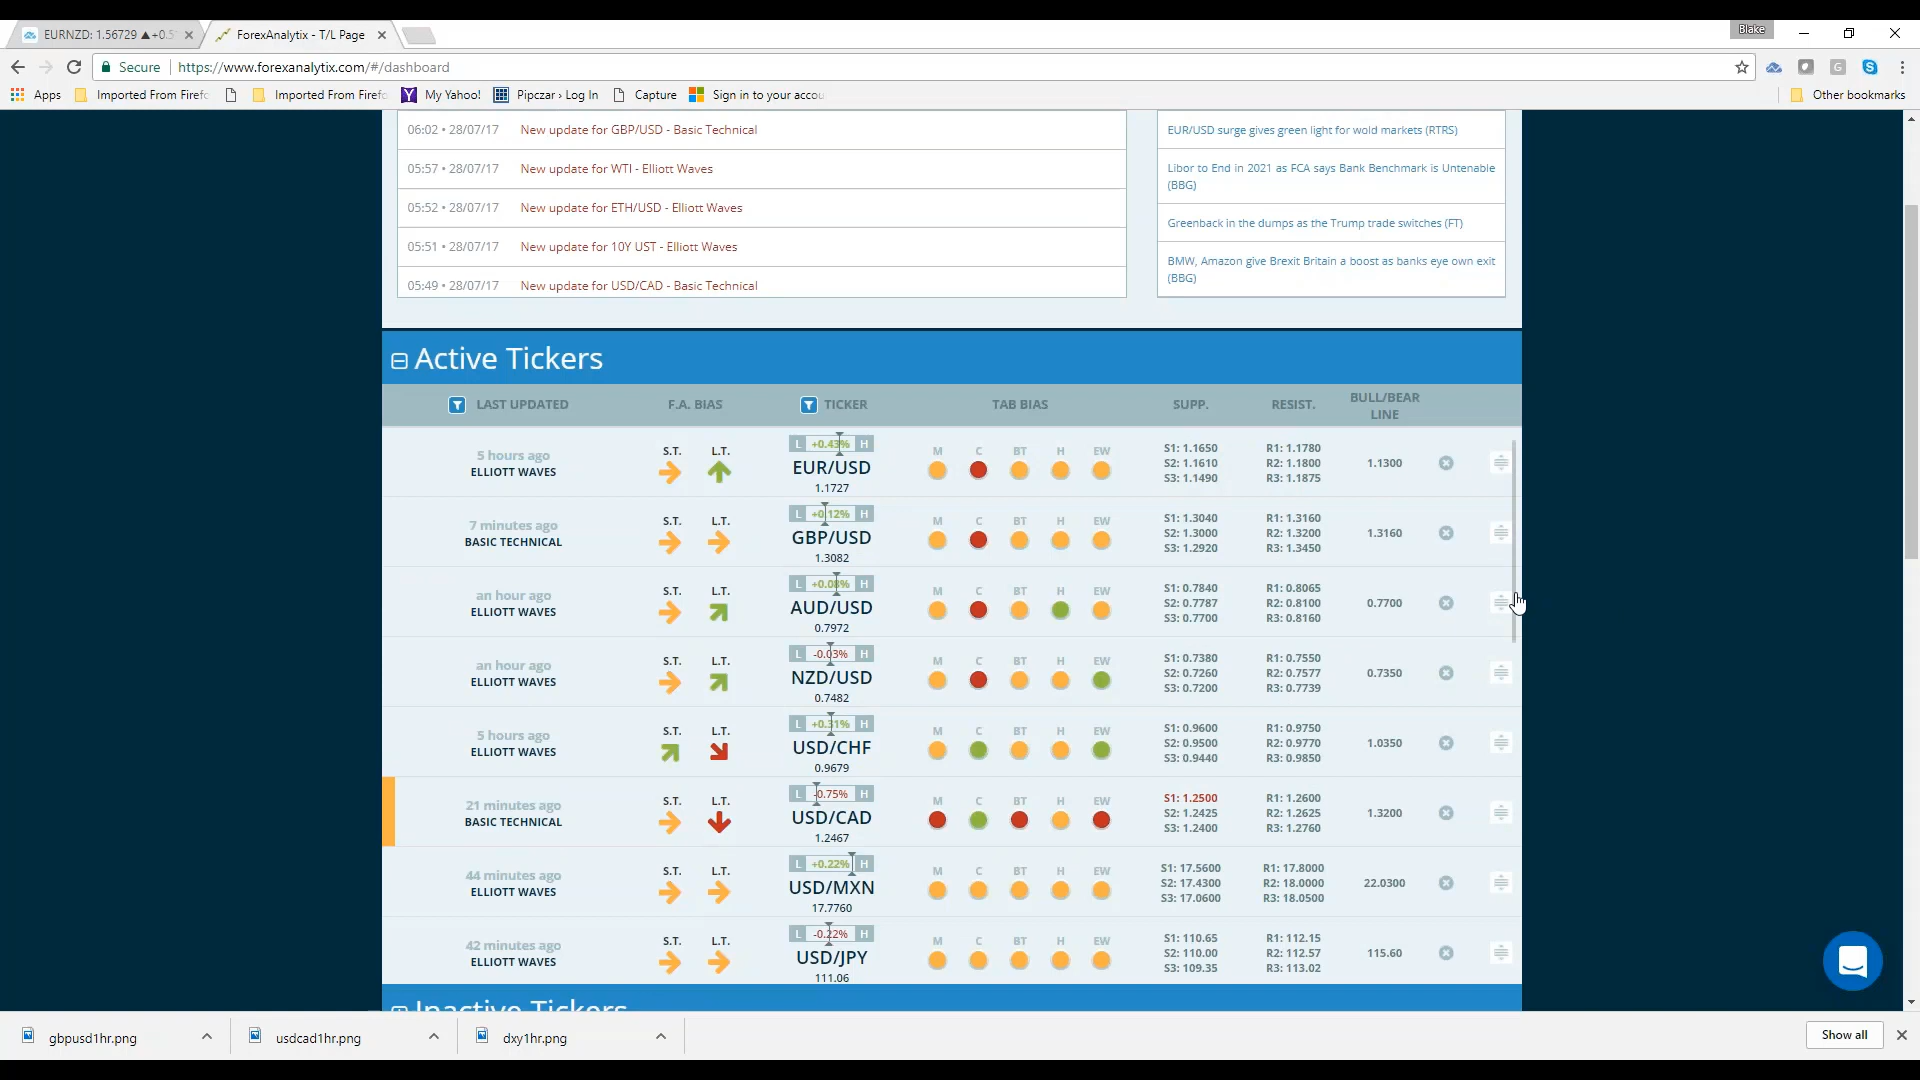 EURNZD: 1.56729 ▲+0.5
ForexAnalytix - T/L Page
Blake
Secure
https://www.forexanalytix.com/#/dashboard
Apps
Imported From Firefo
Imported From Firefo
My Yahoo!
Pipczar › Log In
Capture
Sign in to your accou
Other bookmarks
06:02 • 28/07/17 New update for GBP/USD - Basic Technical
05:57 • 28/07/17 New update for WTI - Elliott Waves
05:52 • 28/07/17 New update for ETH/USD - Elliott Waves
05:51 • 28/07/17 New update for 10Y UST - Elliott Waves
05:49 • 28/07/17 New update for USD/CAD - Basic Technical
EUR/USD surge gives green light for wold markets (RTRS)
Libor to End in 2021 as FCA says Bank Benchmark is Untenable
(BBG)
Greenback in the dumps as the Trump trade switches (FT)
BMW, Amazon give Brexit Britain a boost as banks eye own exit
(BBG)
Active Tickers
LAST UPDATED F.A. BIAS TICKER TAB BIAS SUPP. RESIST. BULL/BEAR
LINE
5 hours ago
ELLIOTT WAVES
S.T. L.T.
L +0.43% H
EUR/USD
1.1727
M C BT H EW
S1: 1.1650
S2: 1.1610
S3: 1.1490
R1: 1.1780
R2: 1.1800
R3: 1.1875
1.1300
7 minutes ago
BASIC TECHNICAL
S.T. L.T.
L +0.12% H
GBP/USD
1.3082
M C BT H EW
S1: 1.3040
S2: 1.3000
S3: 1.2920
R1: 1.3160
R2: 1.3200
R3: 1.3450
1.3160
an hour ago
ELLIOTT WAVES
S.T. L.T.
L +0.08% H
AUD/USD
0.7972
M C BT H EW
S1: 0.7840
S2: 0.7787
S3: 0.7700
R1: 0.8065
R2: 0.8100
R3: 0.8160
0.7700
an hour ago
ELLIOTT WAVES
S.T. L.T.
L -0.03% H
NZD/USD
0.7482
M C BT H EW
S1: 0.7380
S2: 0.7260
S3: 0.7200
R1: 0.7550
R2: 0.7577
R3: 0.7739
0.7350
5 hours ago
ELLIOTT WAVES
S.T. L.T.
L +0.31% H
USD/CHF
0.9679
M C BT H EW
S1: 0.9600
S2: 0.9500
S3: 0.9440
R1: 0.9750
R2: 0.9770
R3: 0.9850
1.0350
21 minutes ago
BASIC TECHNICAL
S.T. L.T.
L -0.75% H
USD/CAD
1.2467
M C BT H EW
S1: 1.2500
S2: 1.2425
S3: 1.2400
R1: 1.2600
R2: 1.2625
R3: 1.2760
1.3200
44 minutes ago
ELLIOTT WAVES
S.T. L.T.
L +0.22% H
USD/MXN
17.7760
M C BT H EW
S1: 17.5600
S2: 17.4300
S3: 17.0600
R1: 17.8000
R2: 18.0000
R3: 18.0500
22.0300
42 minutes ago
ELLIOTT WAVES
S.T. L.T.
L -0.22% H
USD/JPY
111.06
M C BT H EW
S1: 110.65
S2: 110.00
S3: 109.35
R1: 112.15
R2: 112.57
R3: 113.02
115.60
Inactive Tickers
gbpusd1hr.png
usdcad1hr.png
dxy1hr.png
Show all